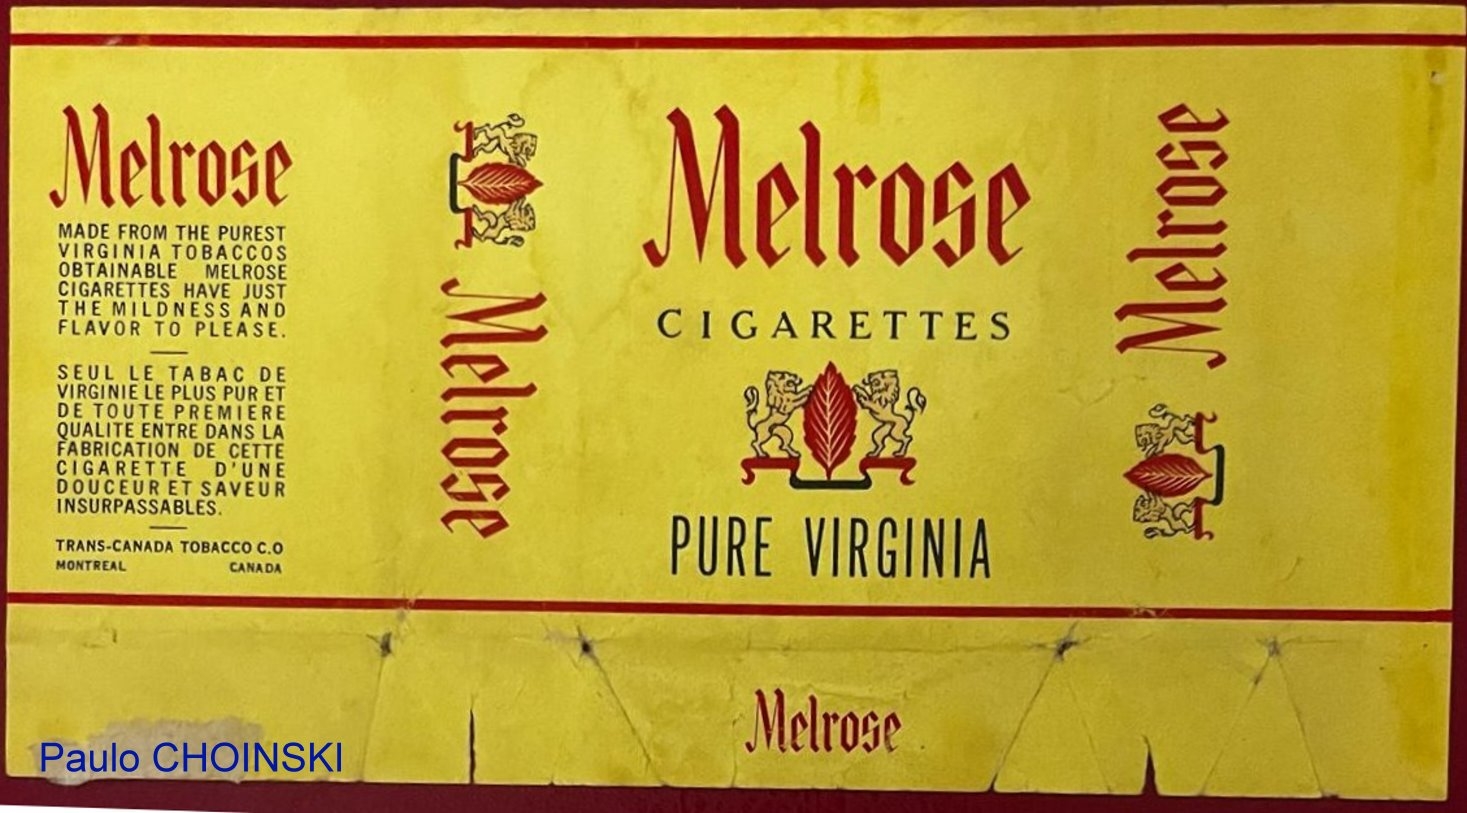 Melrose
MADE FROM THE PUREST
VIRGINIA TOBACCOS
OBTAINABLE MELROSE
CIGARETTES HAVE JUST
THE MILDNESS AND
FLAVOR TO PLEASE.
SEUL LE TABAC DE
VIRGINIE LE PLUS PUR ET
DE TOUTE PREMIERE
QUALITE ENTRE DANS LA
FABRICATION DE CETTE
CIGARETTE D'UNE
DOUCEUR ET SAVEUR
INSURPASSABLES.
TRANS-CANADA TOBACCO C.O
MONTREAL CANADA
Melrose
Melrose
CIGARETTES
PURE VIRGINIA
Melrose
Melrose
Paulo CHOINSKI